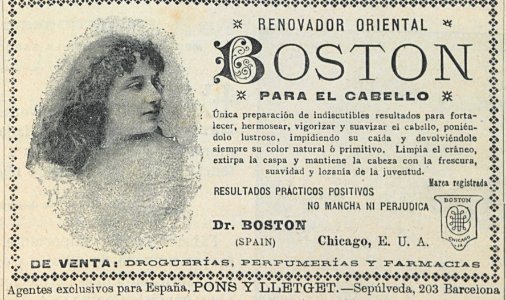 RENOVADOR ORIENTAL
BOSTON
PARA EL CABELLO
Única preparación de indiscutibles resultados para forta-
lecer, hermosear, vigorizar y suavizar el cabello, ponién-
dolo lustroso, impidiendo su caída y devolviéndole
siempre su color natural ó primitivo. Limpia el cráneo,
extirpa la caspa y mantiene la cabeza con la frescura,
suavidad y lozanía de la juventud.
Marca registrada
RESULTADOS PRÁCTICOS POSITIVOS
NO MANCHA NI PERJUDICA
BOSTON
CHICAGO
Dr. BOSTON
(SPAIN)
Chicago, E. U. A.
DE VENTA: DROGUERÍAS, PERFUMERÍAS Y FARMACIAS
Agentes exclusivos para España, PONS Y LLETGET.—Sepúlveda, 203 Barcelona